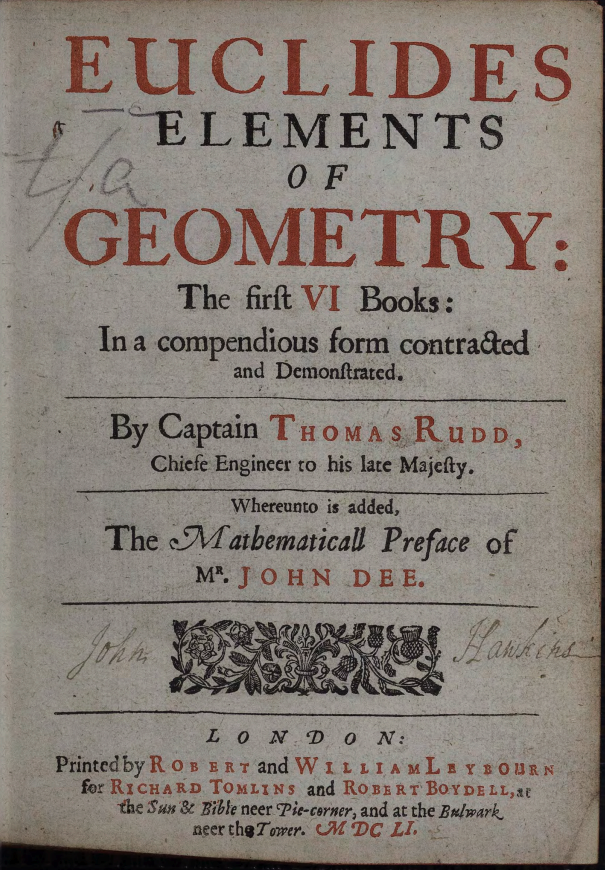 EUCLIDES
ELEMENTS
OF
GEOMETRY:
The firſt VI Books:
In a compendious form contracted
and Demonſtrated.
By Captain THOMAS RUDD,
Chiefe Engineer to his late Majeſty.
Whereunto is added,
The Mathematicall Preface of
MR. JOHN DEE.
John Hawkins
LONDON:
Printed by ROBERT and WILLIAM LEYBOURN
for RICHARD TOMLINS and ROBERT BOYDELL, at
the Sun & Bible neer Pie-corner, and at the Bulwark
neer the Tower. M DC LI.